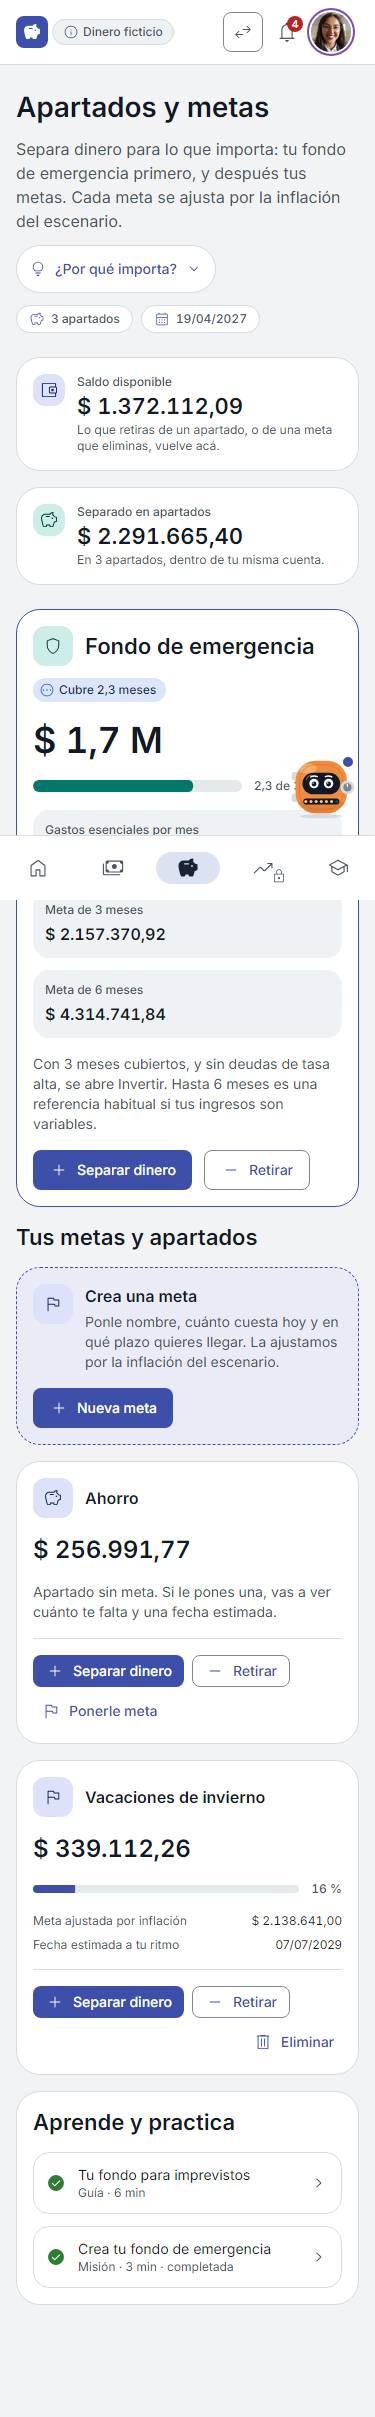 Dinero ficticio
4
Apartados y metas
Separa dinero para lo que importa: tu fondo
de emergencia primero, y después tus
metas. Cada meta se ajusta por la inflación
del escenario.
¿Por qué importa?
3 apartados
19/04/2027
Saldo disponible
$ 1.372.112,09
Lo que retiras de un apartado, o de una meta
que eliminas, vuelve acá.
Separado en apartados
$ 2.291.665,40
En 3 apartados, dentro de tu misma cuenta.
Fondo de emergencia
Cubre 2,3 meses
$ 1,7 M
2,3 de
Gastos esenciales por mes
Meta de 3 meses
$ 2.157.370,92
Meta de 6 meses
$ 4.314.741,84
Con 3 meses cubiertos, y sin deudas de tasa
alta, se abre Invertir. Hasta 6 meses es una
referencia habitual si tus ingresos son
variables.
Separar dinero
Retirar
Tus metas y apartados
Crea una meta
Ponle nombre, cuánto cuesta hoy y en
qué plazo quieres llegar. La ajustamos
por la inflación del escenario.
Nueva meta
Ahorro
$ 256.991,77
Apartado sin meta. Si le pones una, vas a ver
cuánto te falta y una fecha estimada.
Separar dinero
Retirar
Ponerle meta
Vacaciones de invierno
$ 339.112,26
16 %
Meta ajustada por inflación
$ 2.138.641,00
Fecha estimada a tu ritmo
07/07/2029
Separar dinero
Retirar
Eliminar
Aprende y practica
Tu fondo para imprevistos
Guía · 6 min
Crea tu fondo de emergencia
Misión · 3 min · completada